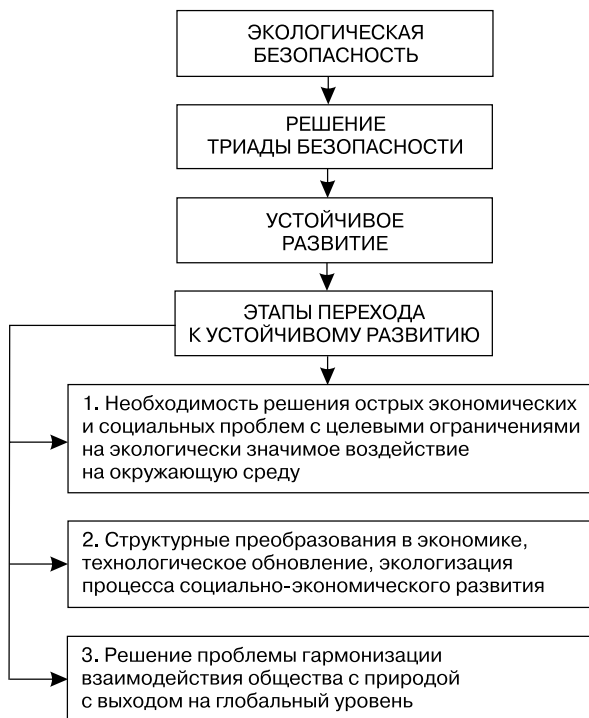 ЭКОЛОГИЧЕСКАЯ
БЕЗОПАСНОСТЬ
РЕШЕНИЕ
ТРИАДЫ БЕЗОПАСНОСТИ
УСТОЙЧИВОЕ
РАЗВИТИЕ
ЭТАПЫ ПЕРЕХОДА
К УСТОЙЧИВОМУ РАЗВИТИЮ
1. Необходимость решения острых экономических
и социальных проблем с целевыми ограничениями
на экологически значимое воздействие
на окружающую среду
2. Структурные преобразования в экономике,
технологическое обновление, экологизация
процесса социально-экономического развития
3. Решение проблемы гармонизации
взаимодействия общества с природой
с выходом на глобальный уровень